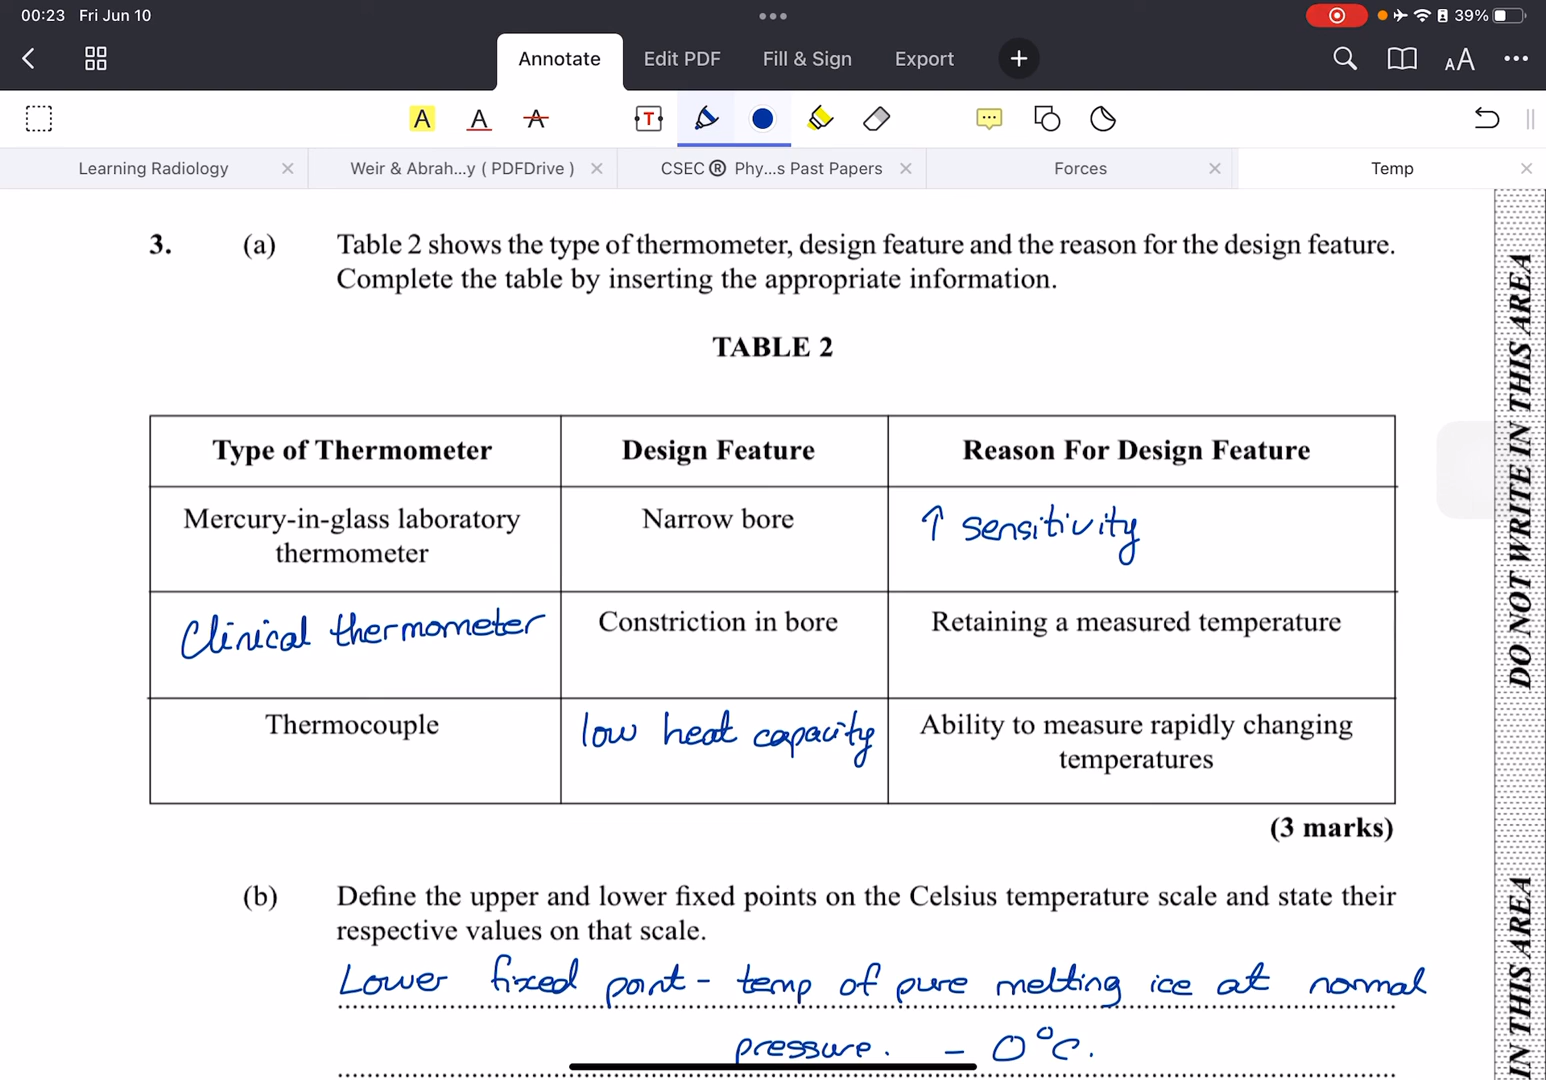 00:23 Fri Jun 10
39%
Annotate Edit PDF Fill & Sign Export
A A A T AA
Learning Radiology Weir & Abrah...y ( PDFDrive ) CSEC ® Phy...s Past Papers Forces Temp
3. (a) Table 2 shows the type of thermometer, design feature and the reason for the design feature.
Complete the table by inserting the appropriate information.
TABLE 2
Type of Thermometer Design Feature Reason For Design Feature
Mercury-in-glass laboratory thermometer Narrow bore ↑ sensitivity
Clinical thermometer Constriction in bore Retaining a measured temperature
Thermocouple low heat capacity Ability to measure rapidly changing temperatures
(3 marks)
(b) Define the upper and lower fixed points on the Celsius temperature scale and state their
respective values on that scale.
Lower fixed point - temp of pure melting ice at normal
pressure. - 0°C.
DO NOT WRITE IN THIS AREA
IN THIS AREA